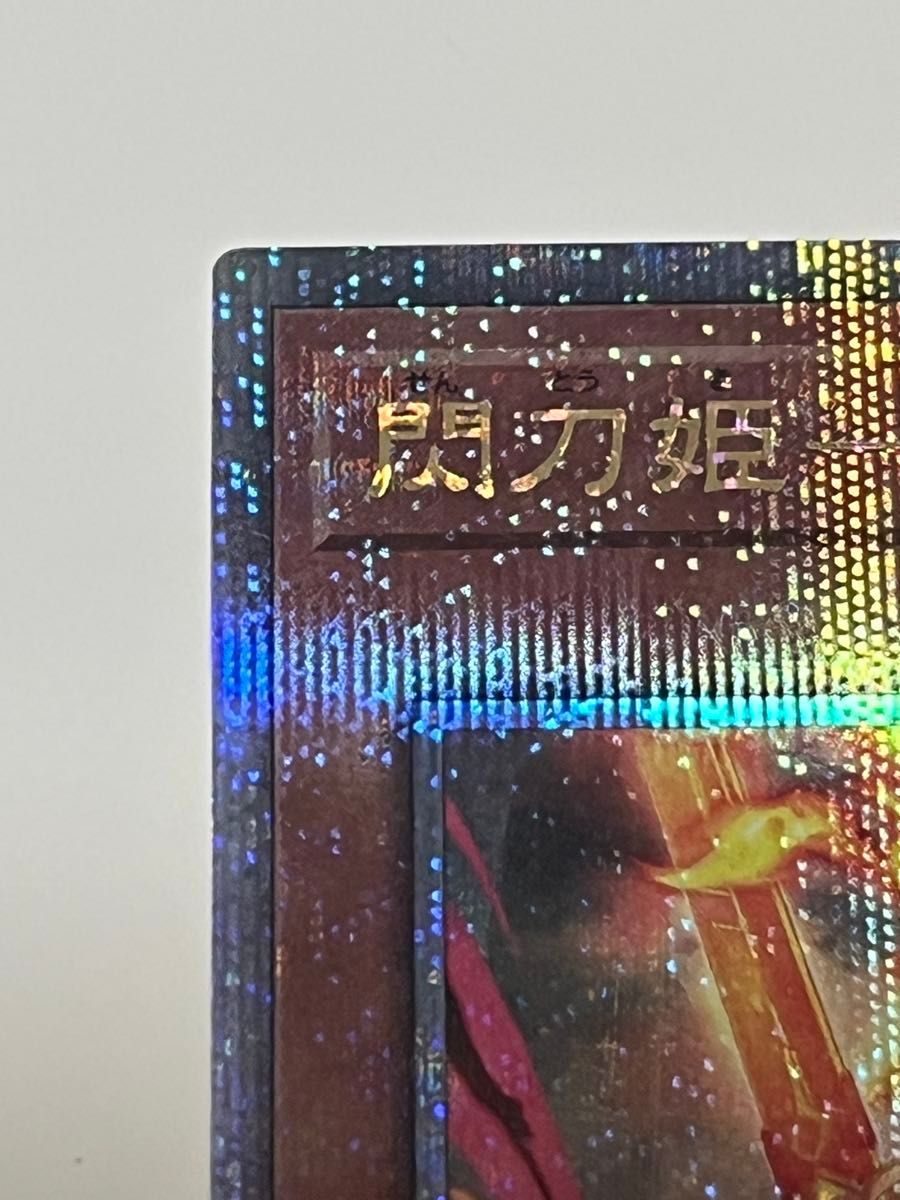 せん とう き
閃刀姫